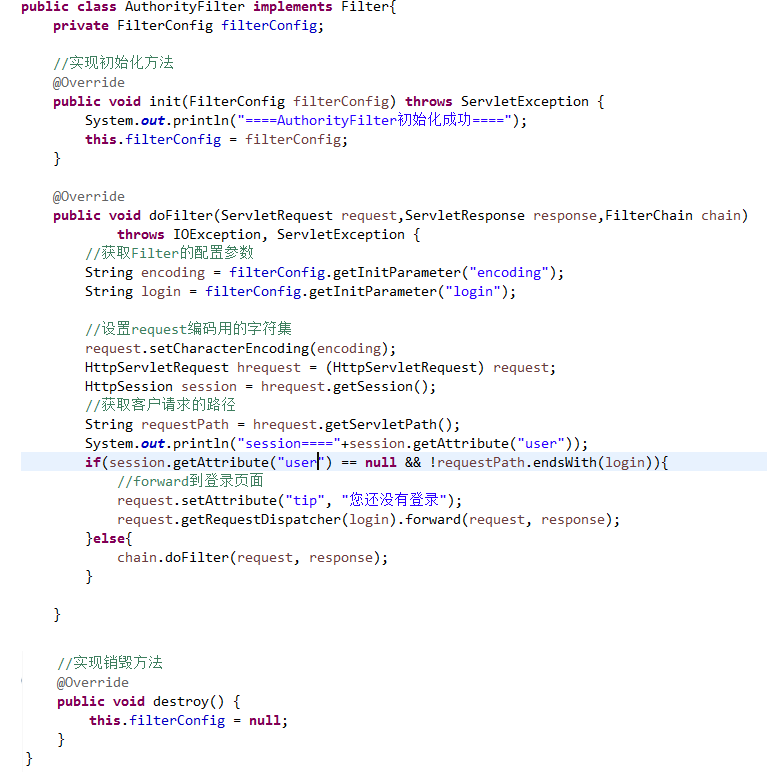 public class AuthorityFilter implements Filter{
    private FilterConfig filterConfig;

    //实现初始化方法
    @Override
    public void init(FilterConfig filterConfig) throws ServletException {
        System.out.println("====AuthorityFilter初始化成功====");
        this.filterConfig = filterConfig;
    }

    @Override
    public void doFilter(ServletRequest request,ServletResponse response,FilterChain chain)
            throws IOException, ServletException {
        //获取Filter的配置参数
        String encoding = filterConfig.getInitParameter("encoding");
        String login = filterConfig.getInitParameter("login");

        //设置request编码用的字符集
        request.setCharacterEncoding(encoding);
        HttpServletRequest hrequest = (HttpServletRequest) request;
        HttpSession session = hrequest.getSession();
        //获取客户请求的路径
        String requestPath = hrequest.getServletPath();
        System.out.println("session===="+session.getAttribute("user"));
        if(session.getAttribute("user") == null && !requestPath.endsWith(login)){
            //forward到登录页面
            request.setAttribute("tip", "您还没有登录");
            request.getRequestDispatcher(login).forward(request, response);
        }else{
            chain.doFilter(request, response);
        }

    }

    //实现销毁方法
    @Override
    public void destroy() {
        this.filterConfig = null;
    }
}